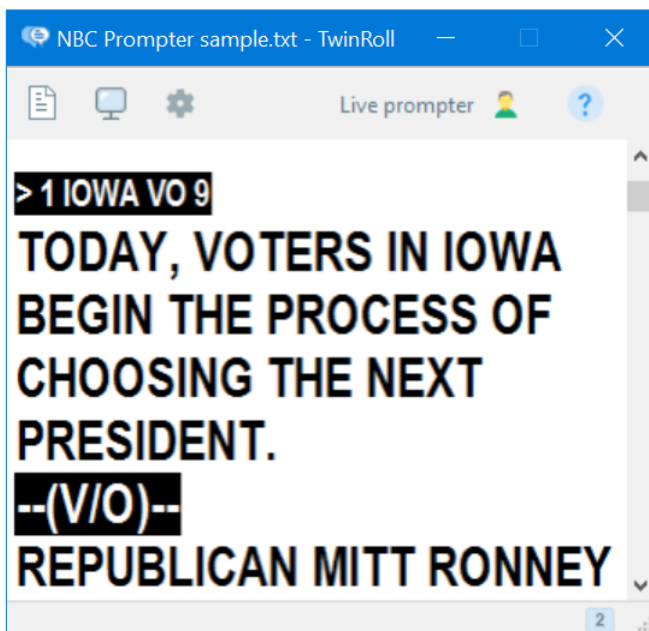 NBC Prompter sample.txt - TwinRoll
Live prompter ?
> 1 IOWA VO 9
TODAY, VOTERS IN IOWA
BEGIN THE PROCESS OF
CHOOSING THE NEXT
PRESIDENT.
--(V/O)--
REPUBLICAN MITT RONNEY
2